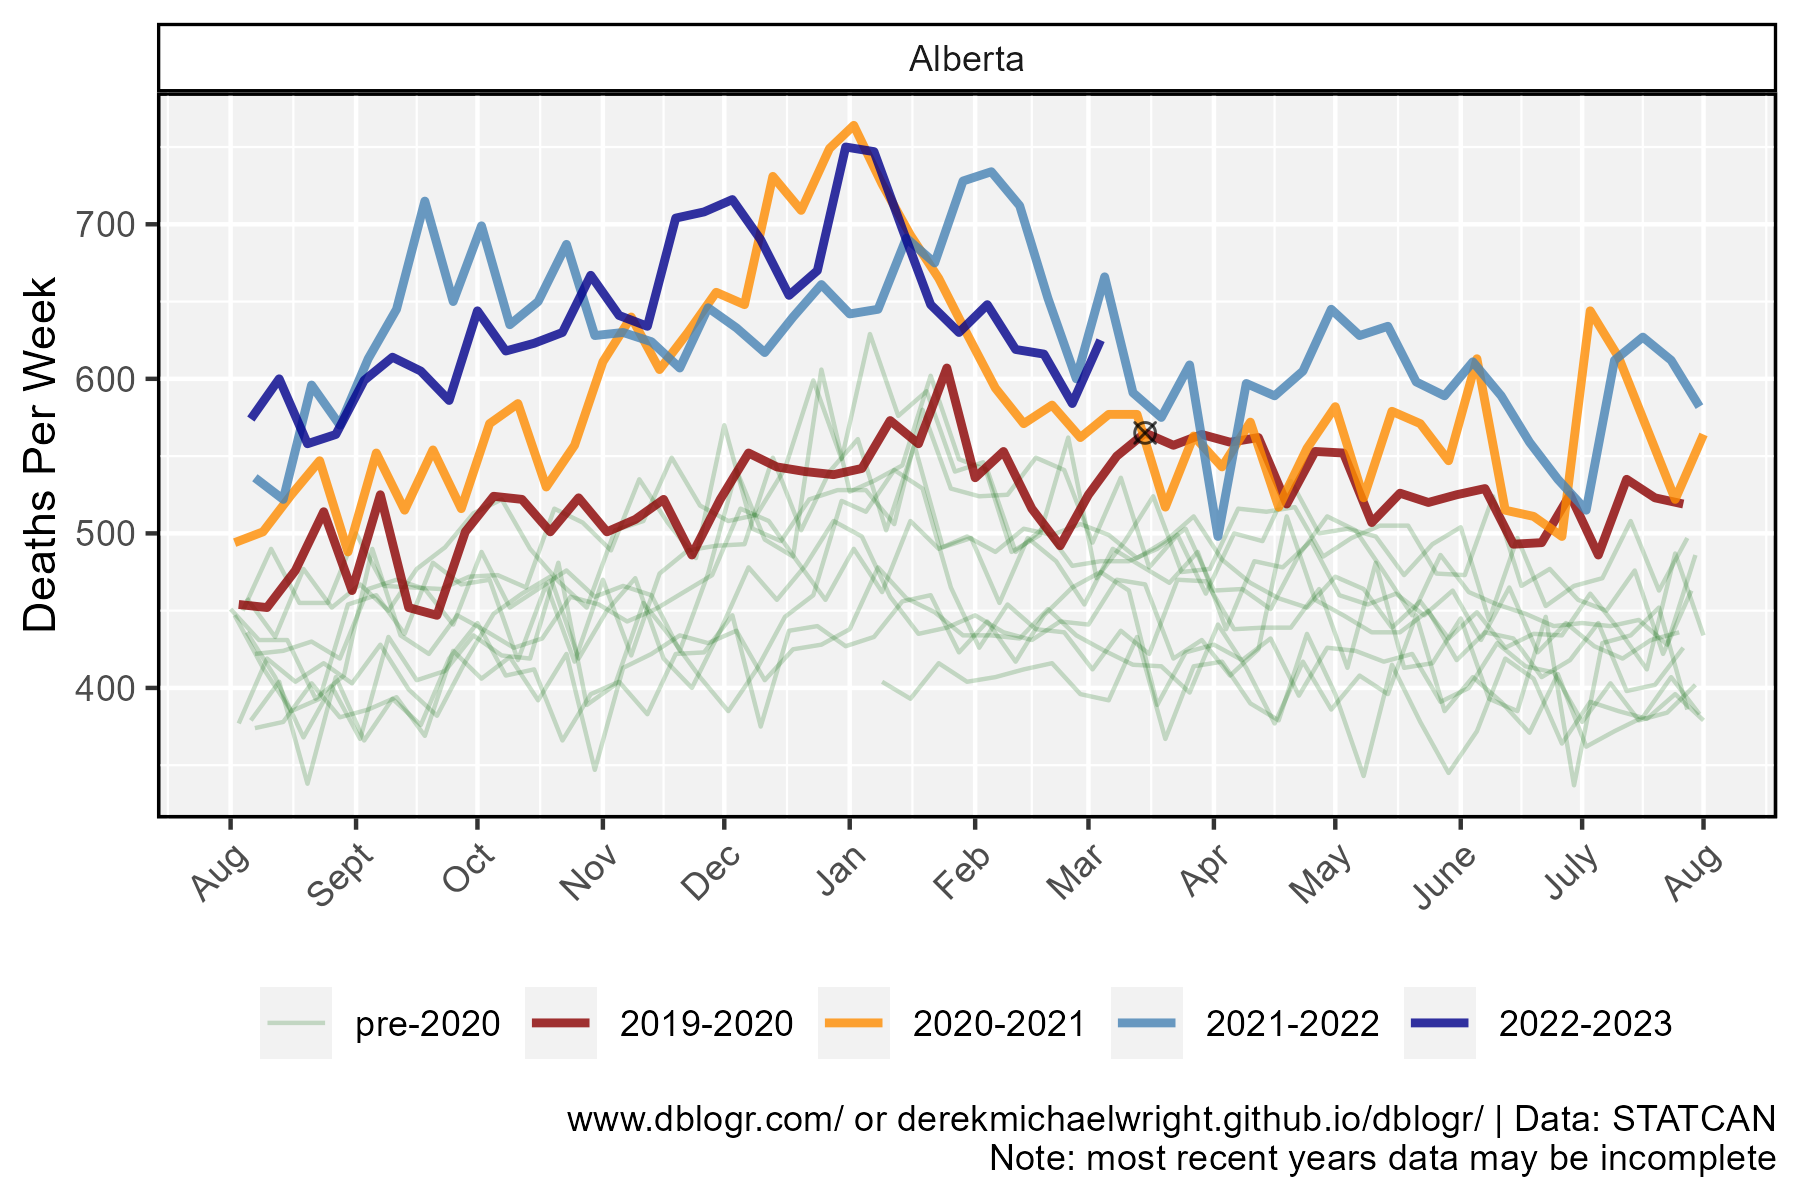 Alberta
Deaths Per Week
700
600
500
400
Aug
Sept
Oct
Nov
Dec
Jan
Feb
Mar
Apr
May
June
July
Aug
pre-2020
2019-2020
2020-2021
2021-2022
2022-2023
www.dblogr.com/ or derekmichaelwright.github.io/dblogr/ | Data: STATCAN
Note: most recent years data may be incomplete